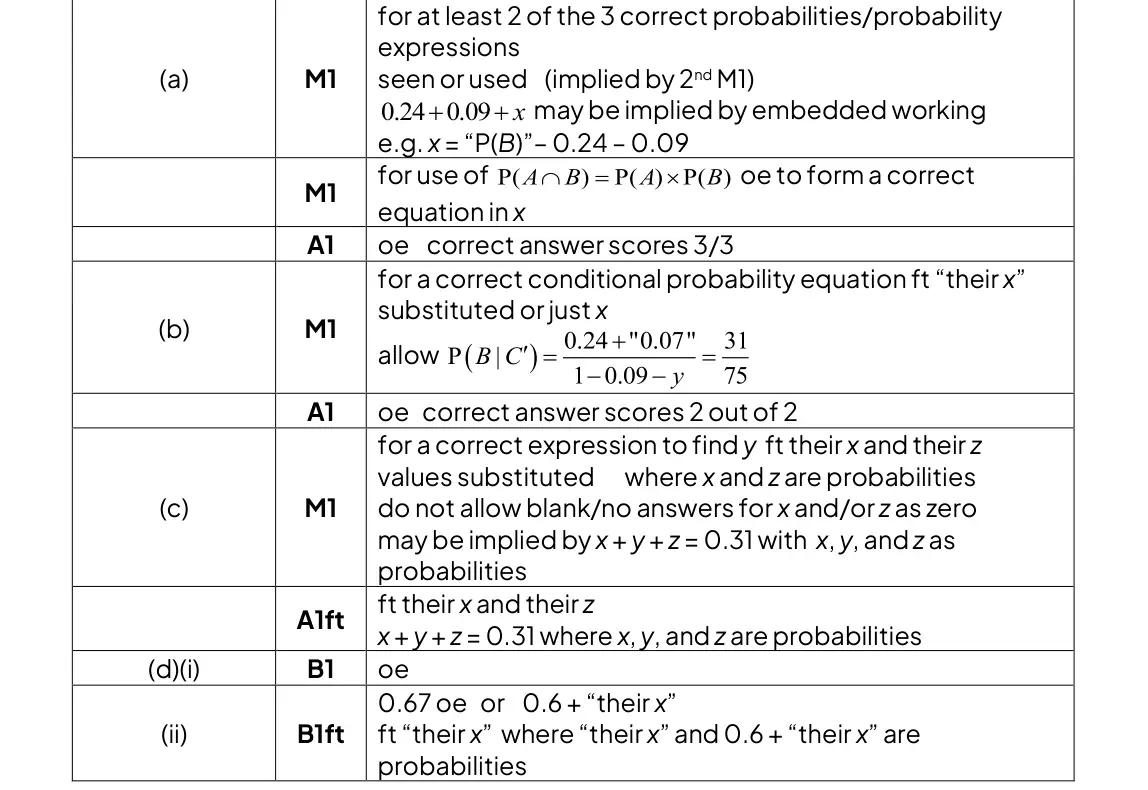 for at least 2 of the 3 correct probabilities/probability
expressions
(a) M1 seen or used (implied by 2nd M1)
0.24+0.09+x may be implied by embedded working
e.g. x = “P(B)”– 0.24 – 0.09
for use of P(A∩B) = P(A)×P(B) oe to form a correct
M1
equation in x
A1 oe correct answer scores 3/3
for a correct conditional probability equation ft “their x”
substituted or just x
(b) M1
allow P(B|C′) = (0.24+"0.07")/(1−0.09−y) = 31/75
A1 oe correct answer scores 2 out of 2
for a correct expression to find y ft their x and their z
values substituted where x and z are probabilities
(c) M1 do not allow blank/no answers for x and/or z as zero
may be implied by x + y + z = 0.31 with x, y, and z as
probabilities
ft their x and their z
A1ft
x + y + z = 0.31 where x, y, and z are probabilities
(d)(i) B1 oe
0.67 oe or 0.6 + “their x”
(ii) B1ft ft “their x” where “their x” and 0.6 + “their x” are
probabilities